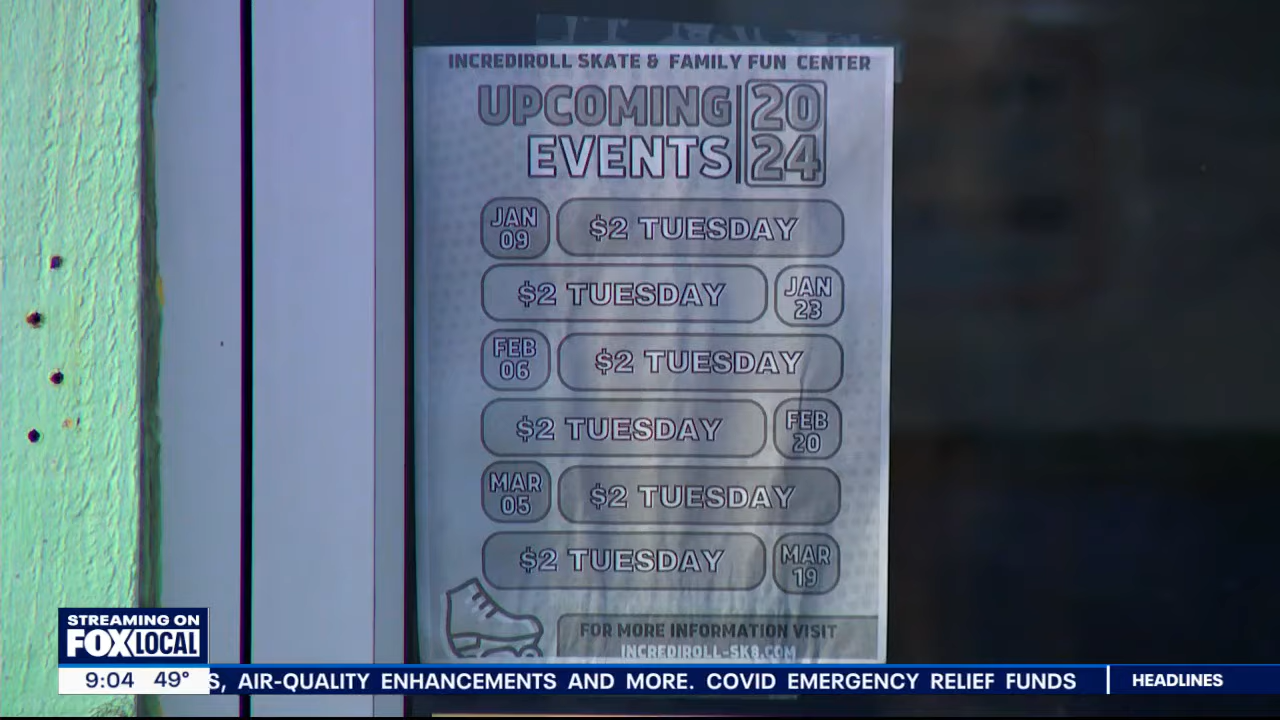 INCREDIROLL SKATE & FAMILY FUN CENTER
UPCOMING
EVENTS
20
24
JAN
09
$2 TUESDAY
$2 TUESDAY
JAN
23
FEB
06
$2 TUESDAY
$2 TUESDAY
FEB
20
MAR
05
$2 TUESDAY
$2 TUESDAY
MAR
19
FOR MORE INFORMATION VISIT
INCREDIROLL-SK8.COM
STREAMING ON
FOX LOCAL
9:04 49° S, AIR-QUALITY ENHANCEMENTS AND MORE. COVID EMERGENCY RELIEF FUNDS HEADLINES